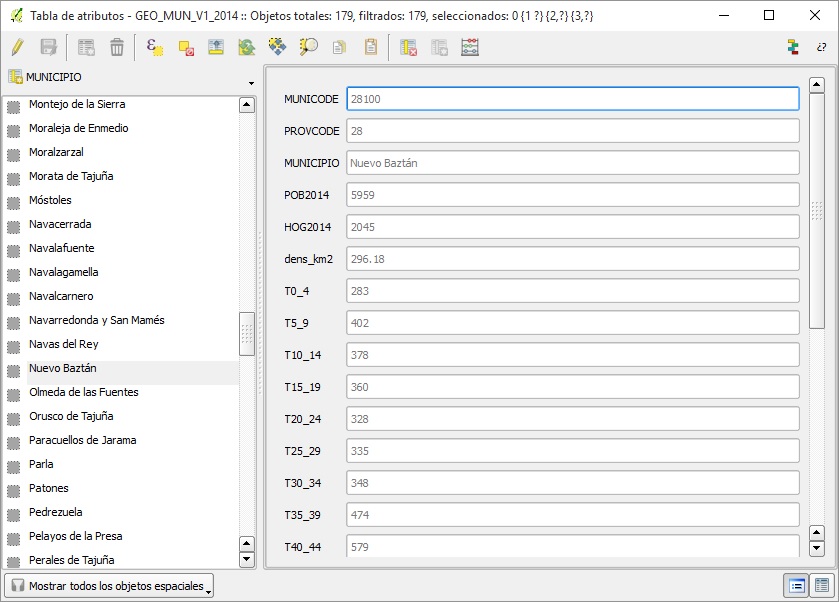 Tabla de atributos - GEO_MUN_V1_2014 :: Objetos totales: 179, filtrados: 179, seleccionados: 0 {1 ?} {2,?} {3,?}
¿?
MUNICIPIO
Montejo de la Sierra
Moraleja de Enmedio
Moralzarzal
Morata de Tajuña
Móstoles
Navacerrada
Navalafuente
Navalagamella
Navalcarnero
Navarredonda y San Mamés
Navas del Rey
Nuevo Baztán
Olmeda de las Fuentes
Orusco de Tajuña
Paracuellos de Jarama
Parla
Patones
Pedrezuela
Pelayos de la Presa
Perales de Tajuña
MUNICODE 28100
PROVCODE 28
MUNICIPIO Nuevo Baztán
POB2014 5959
HOG2014 2045
dens_km2 296.18
T0_4 283
T5_9 402
T10_14 378
T15_19 360
T20_24 328
T25_29 335
T30_34 348
T35_39 474
T40_44 579
Mostrar todos los objetos espaciales